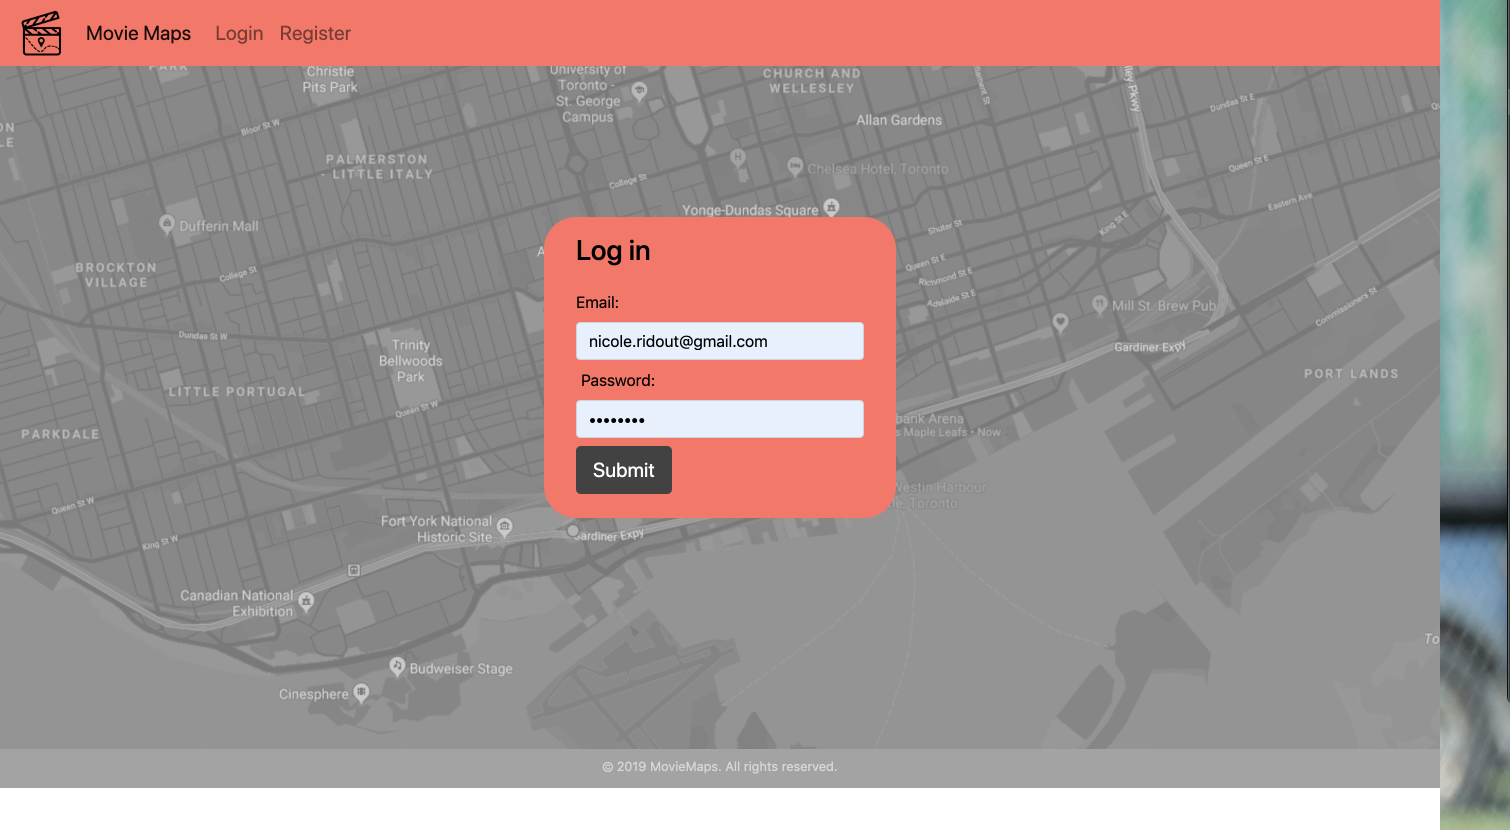 Movie Maps
Login
Register
PARK
Christie
Pits Park
University of
Toronto -
St. George
Campus
CHURCH AND
WELLESLEY
Allan Gardens
Bloor St W
Dundas St E
PALMERSTON
- LITTLE ITALY
H
Chelsea Hotel, Toronto
Queen St E
College St
Eastern Ave
Yonge-Dundas Square
Dufferin Mall
Shuter St
King St E
BROCKTON
VILLAGE
College St
Queen St E
Richmond St E
Adelaide St E
Mill St. Brew Pub
Commissioners St
Log in
Email:
nicole.ridout@gmail.com
Password:
••••••••
Submit
Dundas St W
Trinity
Bellwoods
Park
Gardiner Expy
PORT LANDS
LITTLE PORTUGAL
Queen St W
PARKDALE
bank Arena
s Maple Leafs • Now
Westin Harbour
Toronto
Queen St W
King St W
Fort York National
Historic Site
Gardiner Expy
Canadian National
Exhibition
Budweiser Stage
Cinesphere
To
© 2019 MovieMaps. All rights reserved.